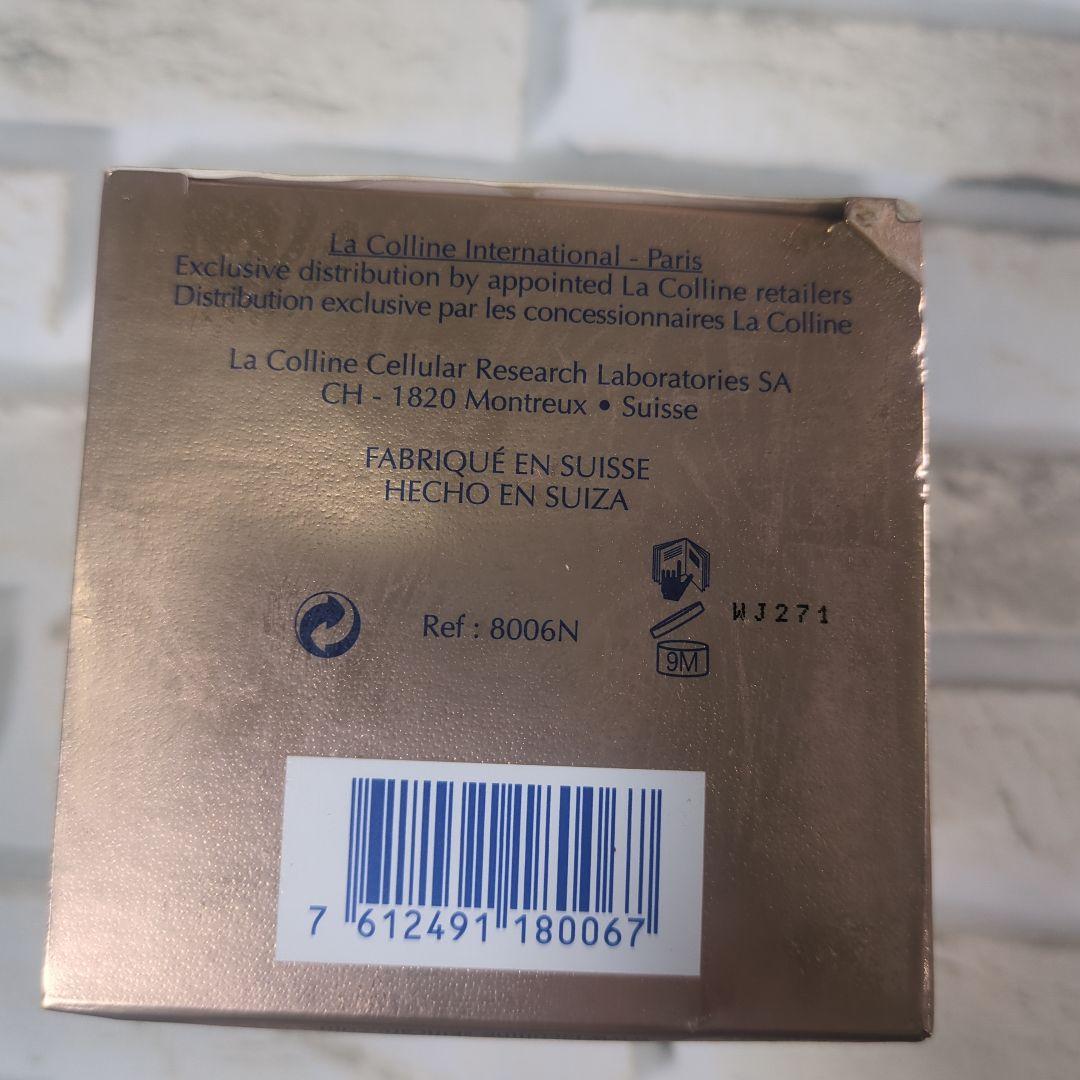 La Colline International - Paris
Exclusive distribution by appointed La Colline retailers
Distribution exclusive par les concessionnaires La Colline
La Colline Cellular Research Laboratories SA
CH - 1820 Montreux • Suisse
FABRIQUÉ EN SUISSE
HECHO EN SUIZA
Ref : 8006N
WJ271
9M
7 612491 180067